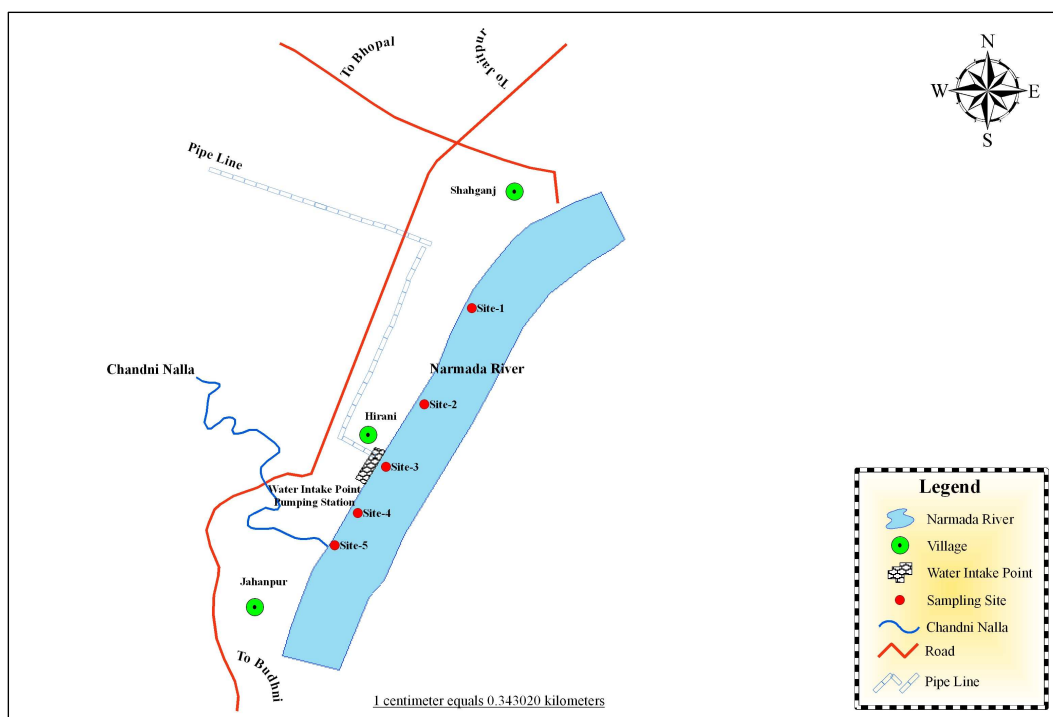 To Bhopal
To Jaitpur
N
W
E
S
Pipe Line
Shahganj
Site-1
Chandni Nalla
Narmada River
Site-2
Hirani
Site-3
Water Intake Point
Pumping Station
Site-4
Site-5
Jahanpur
To Budhni
1 centimeter equals 0.343020 kilometers
Legend
Narmada River
Village
Water Intake Point
Sampling Site
Chandni Nalla
Road
Pipe Line